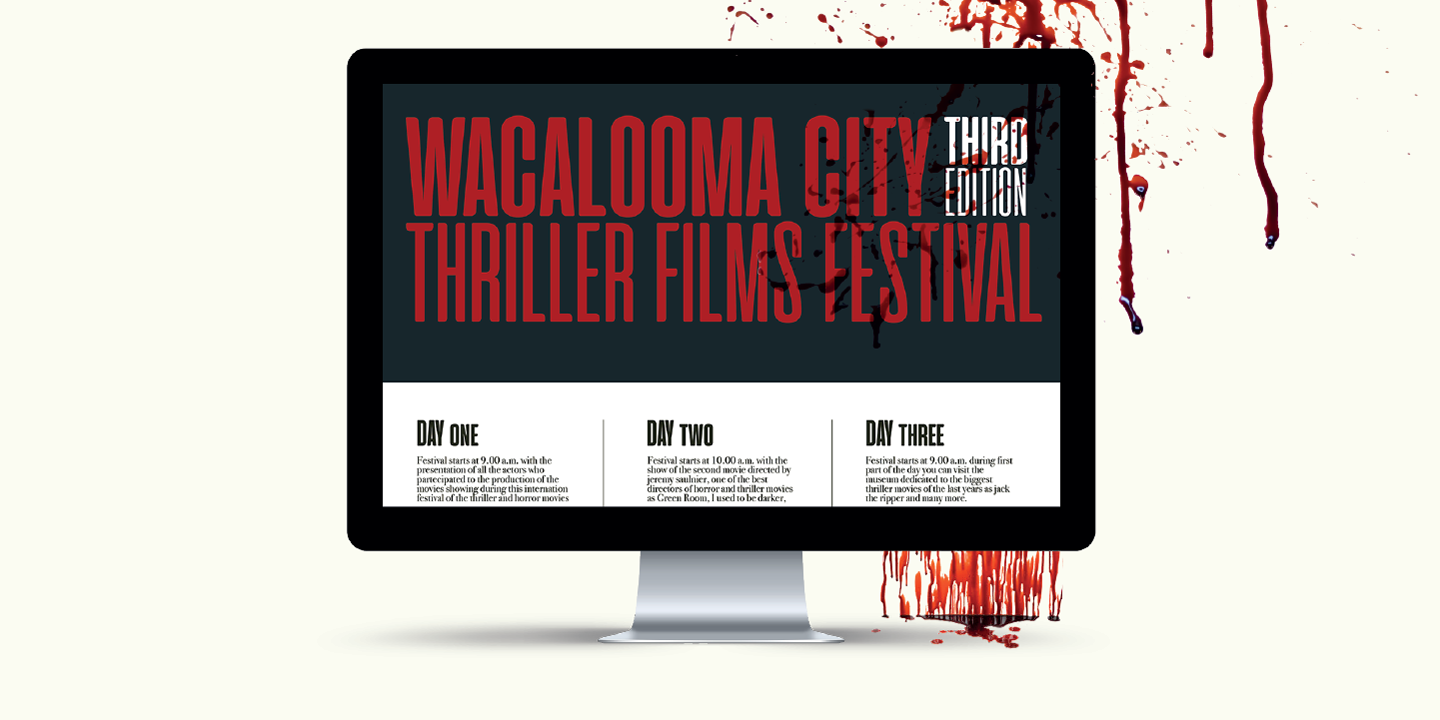 WACALOOMA CITY THIRD
EDITION
THRILLER FILMS FESTIVAL
DAY ONE
Festival starts at 9.00 a.m. with the
presentation of all the actors who
partecipated to the production of the
movies showing during this internation
festival of the thriller and horror movies
DAY TWO
Festival starts at 10.00 a.m. with the
show of the second movie directed by
jeremy saulnier, one of the best
directors of horror and thriller movies
as Green Room, I used to be darker,
DAY THREE
Festival starts at 9.00 a.m. during first
part of the day you can visit the
museum dedicated to the biggest
thriller movies of the last years as jack
the ripper and many more.